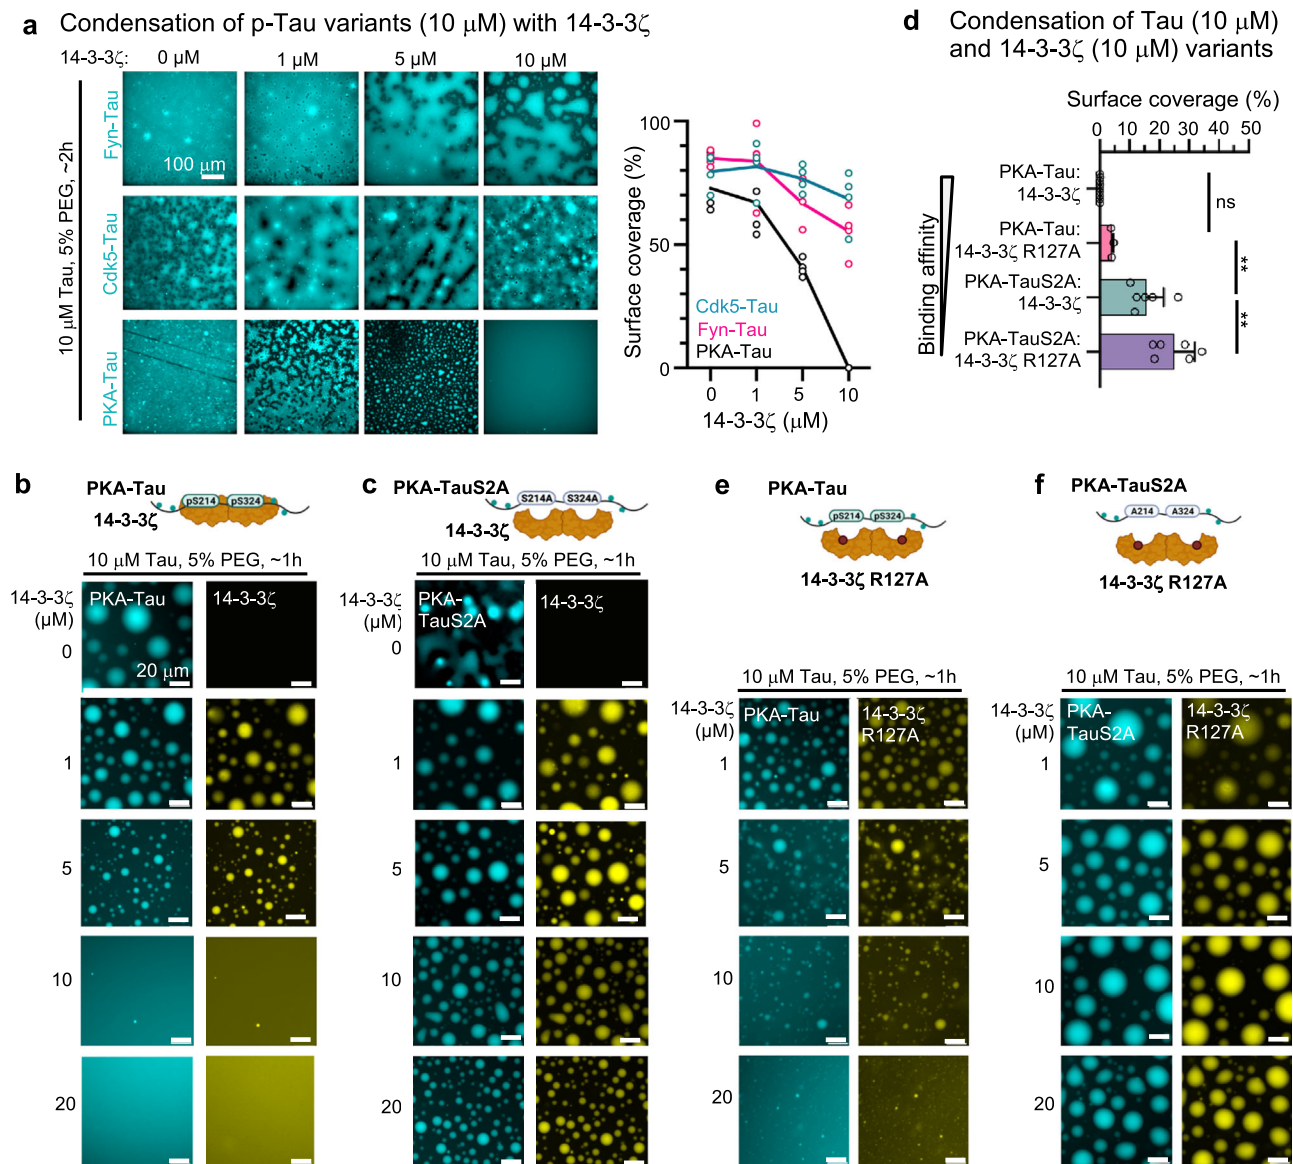 a Condensation of p-Tau variants (10 μM) with 14-3-3ζ
14-3-3ζ: 0 μM 1 μM 5 μM 10 μM
10 μM Tau, 5% PEG, ~2h
Fyn-Tau
100 μm
Cdk5-Tau
PKA-Tau
Surface coverage (%)
100
50
0
Cdk5-Tau
Fyn-Tau
PKA-Tau
0 1 5 10
14-3-3ζ (μM)
d Condensation of Tau (10 μM)
and 14-3-3ζ (10 μM) variants
Surface coverage (%)
0 10 20 30 40 50
Binding affinity
PKA-Tau:
14-3-3ζ
PKA-Tau:
14-3-3ζ R127A
PKA-TauS2A:
14-3-3ζ
PKA-TauS2A:
14-3-3ζ R127A
ns
**
**
b PKA-Tau
pS214 pS324
14-3-3ζ
10 μM Tau, 5% PEG, ~1h
14-3-3ζ
(μM)
PKA-Tau 14-3-3ζ
0
20 μm
1
5
10
20
c PKA-TauS2A
S214A S324A
14-3-3ζ
10 μM Tau, 5% PEG, ~1h
14-3-3ζ
(μM)
PKA-
TauS2A
14-3-3ζ
0
1
5
10
20
e
PKA-Tau
pS214 pS324
14-3-3ζ R127A
10 μM Tau, 5% PEG, ~1h
14-3-3ζ
(μM)
PKA-Tau
14-3-3ζ
R127A
1
5
10
20
f
PKA-TauS2A
A214 A324
14-3-3ζ R127A
10 μM Tau, 5% PEG, ~1h
14-3-3ζ
(μM)
PKA-
TauS2A
14-3-3ζ
R127A
1
5
10
20